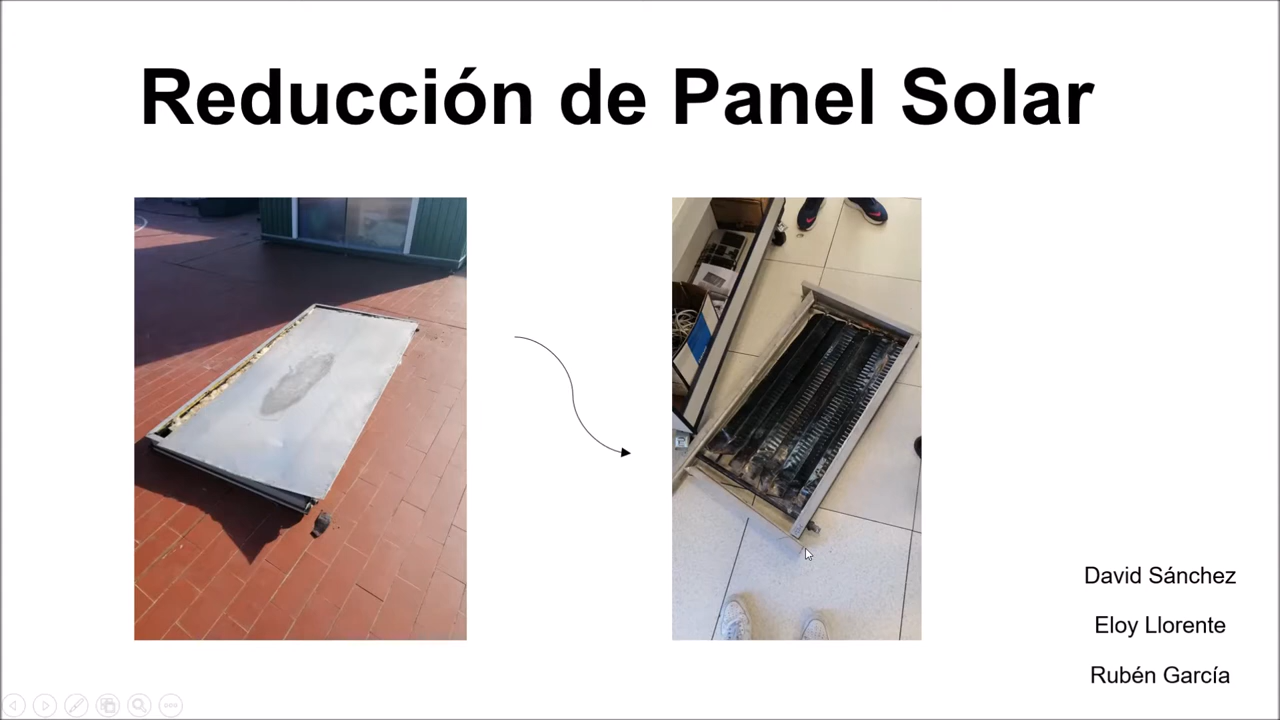 Reducción de Panel Solar
David Sánchez
Eloy Llorente
Rubén García